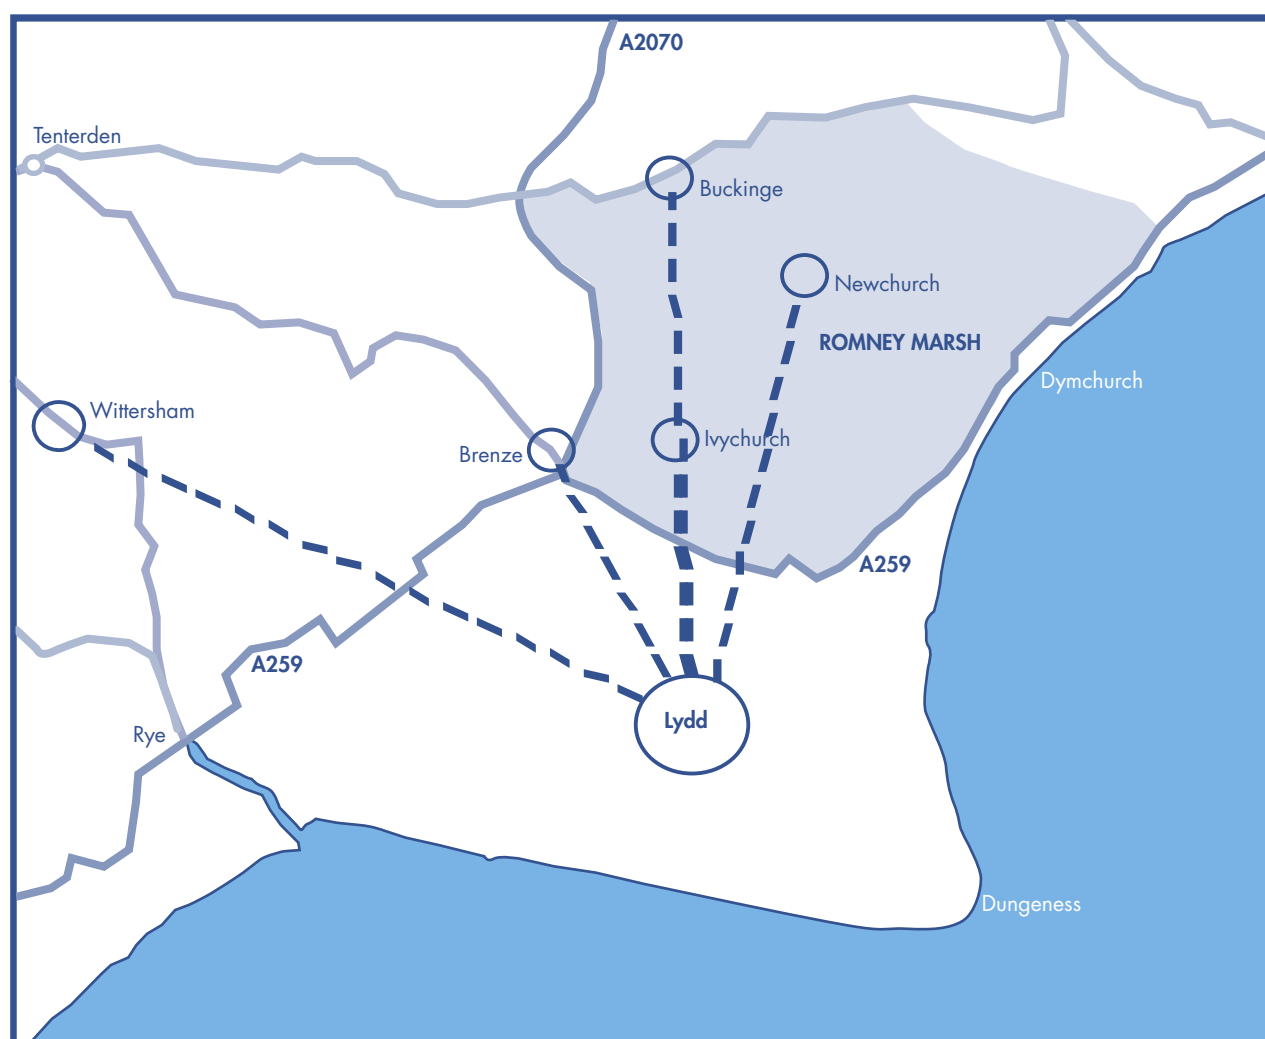 A2070
Tenterden
Buckinge
Newchurch
ROMNEY MARSH
Dymchurch
Wittersham
Ivychurch
Brenze
A259
A259
Lydd
Rye
Dungeness